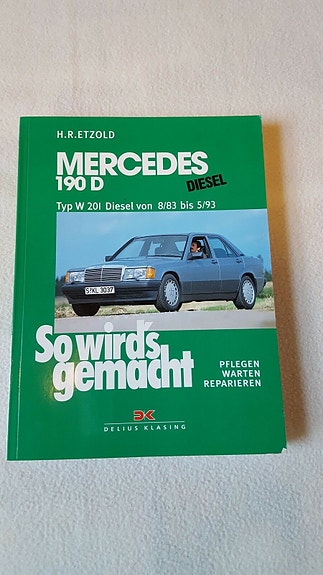 H.R.ETZOLD
MERCEDES
190 D
DIESEL
Typ W 201 Diesel von 8/83 bis 5/93
S·KL 3037
So wird's
gemacht
PFLEGEN
WARTEN
REPARIEREN
DK
DELIUS KLASING